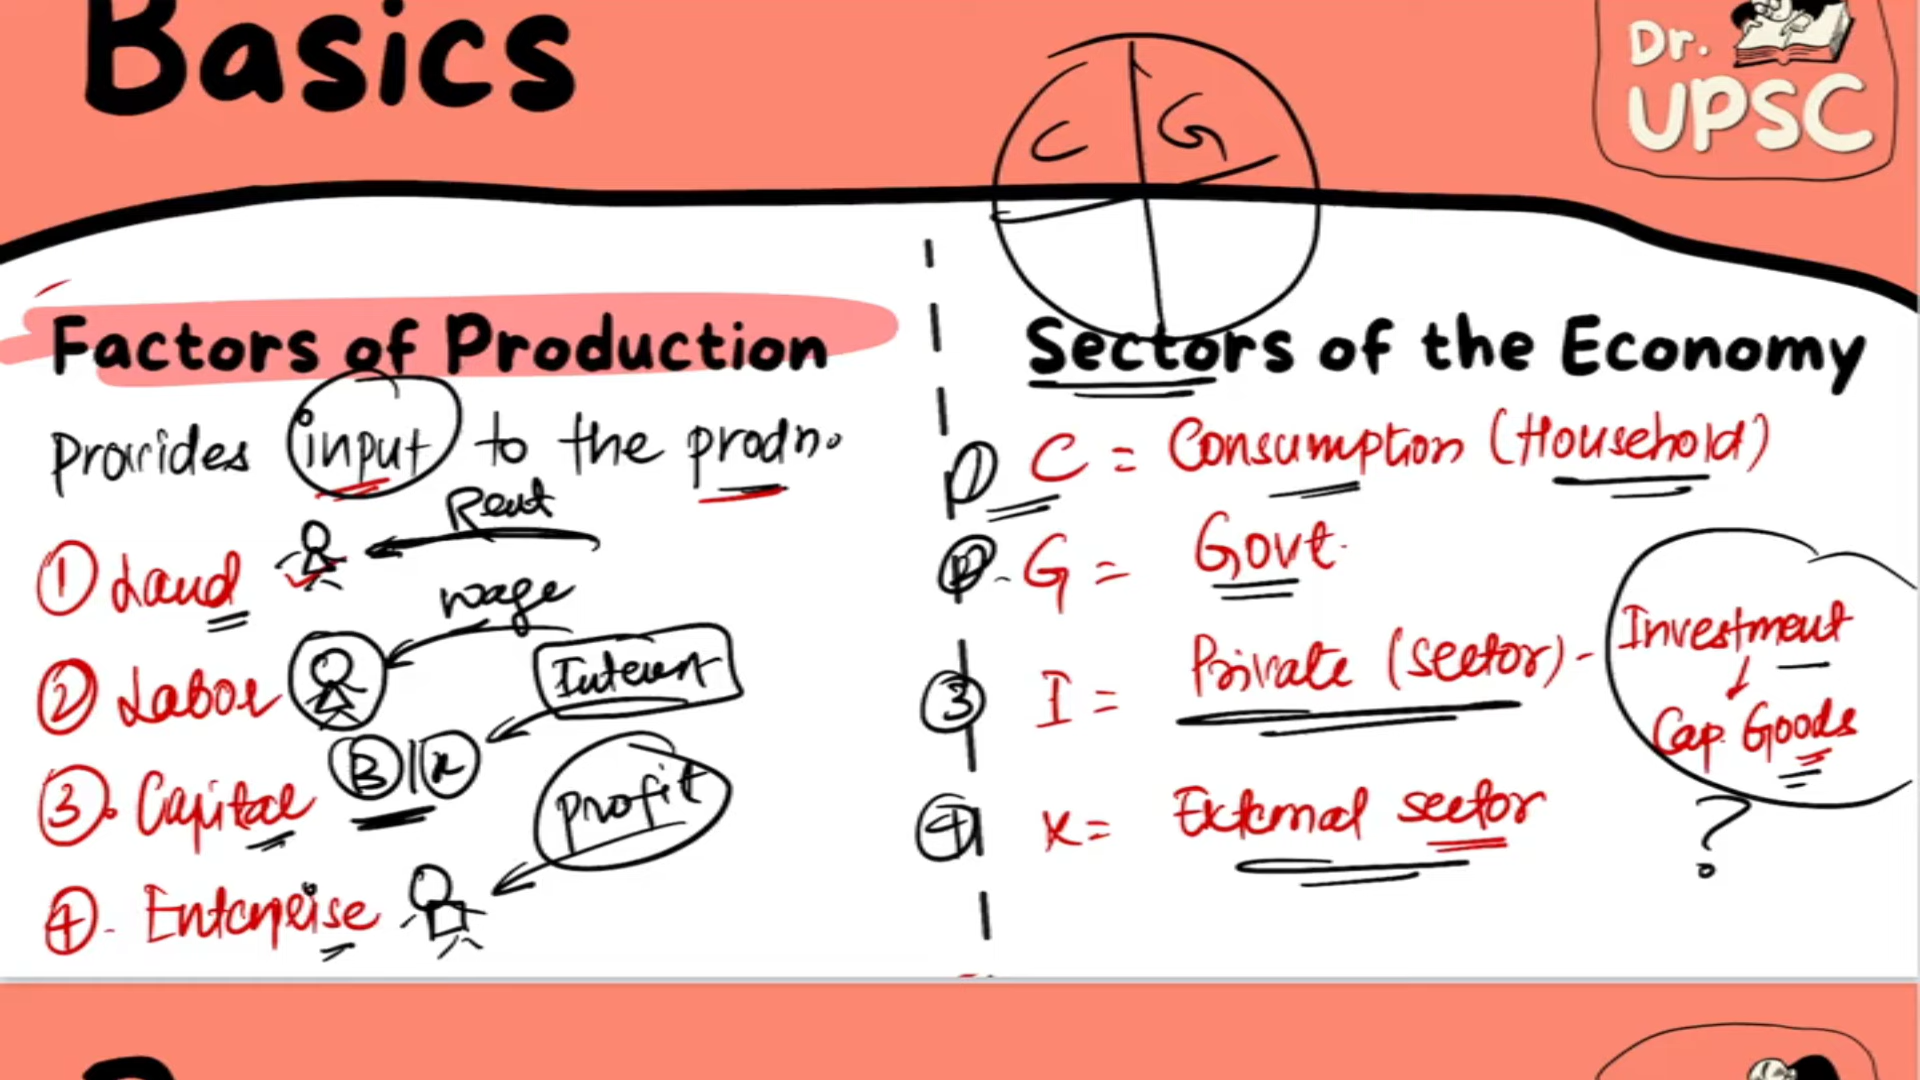 Basics
Dr.
UPSC
C G
Factors of Production
Provides input to the prodn.
Rent
① Land
wage
② Labor
Interest
③. Capital
B | K
profit
④. Enterprise
Sectors of the Economy
① C = Consumption (Household)
②. G = Govt.
③ I = Private (sector) -
④ X = External sector
Investment
↓
Cap. Goods
?